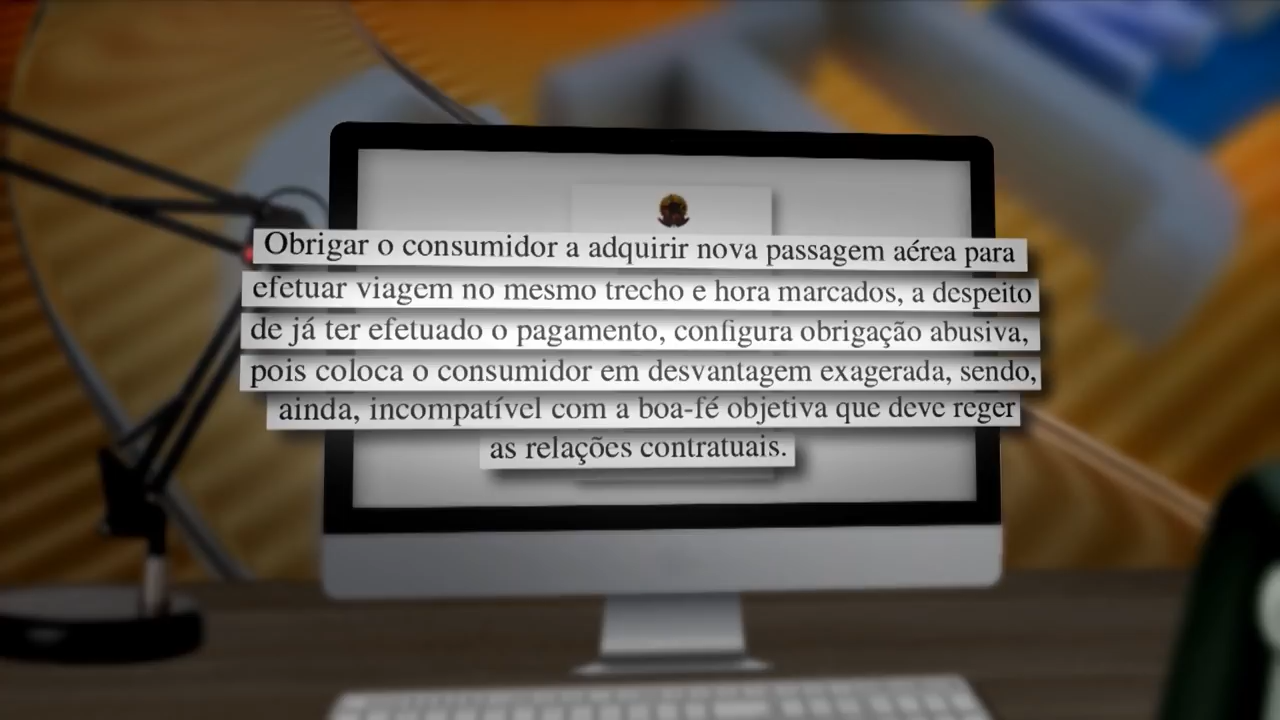 Obrigar o consumidor a adquirir nova passagem aérea para
efetuar viagem no mesmo trecho e hora marcados, a despeito
de já ter efetuado o pagamento, configura obrigação abusiva,
pois coloca o consumidor em desvantagem exagerada, sendo,
ainda, incompatível com a boa-fé objetiva que deve reger
as relações contratuais.